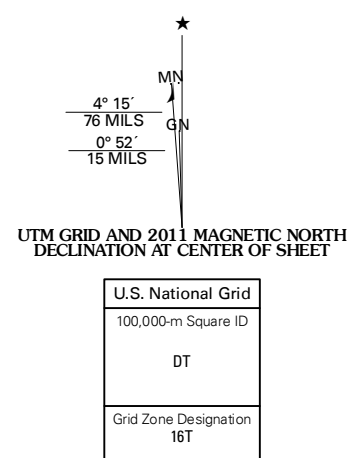 ★
MN
4° 15´
76 MILS
GN
0° 52´
15 MILS
UTM GRID AND 2011 MAGNETIC NORTH
DECLINATION AT CENTER OF SHEET
U.S. National Grid
100,000-m Square ID
DT
Grid Zone Designation
16T